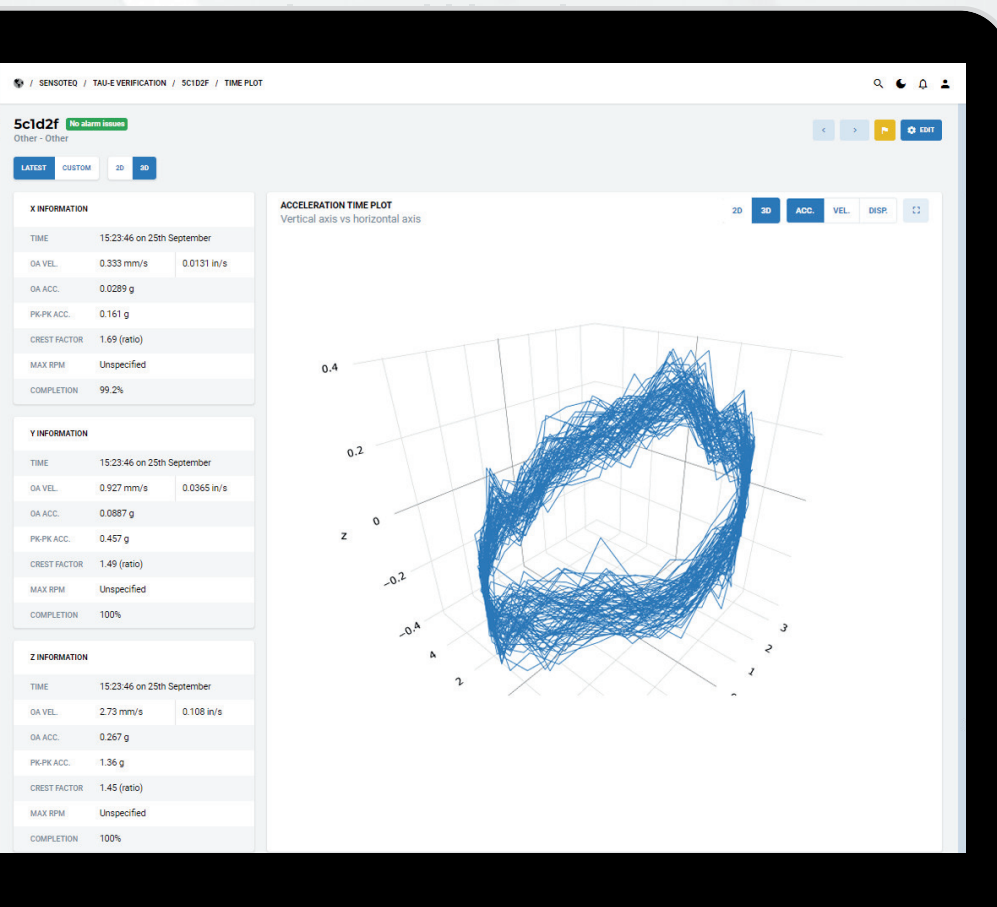 / SENSOTEQ / TAU-E VERIFICATION / 5C1D2F / TIME PLOT
5c1d2f No alarm issues
Other - Other
EDIT
LATEST CUSTOM 2D 3D
X INFORMATION
TIME 15:23:46 on 25th September
OA VEL. 0.333 mm/s 0.0131 in/s
OA ACC. 0.0289 g
PK-PK ACC. 0.161 g
CREST FACTOR 1.69 (ratio)
MAX RPM Unspecified
COMPLETION 99.2%
Y INFORMATION
TIME 15:23:46 on 25th September
OA VEL. 0.927 mm/s 0.0365 in/s
OA ACC. 0.0887 g
PK-PK ACC. 0.457 g
CREST FACTOR 1.49 (ratio)
MAX RPM Unspecified
COMPLETION 100%
Z INFORMATION
TIME 15:23:46 on 25th September
OA VEL. 2.73 mm/s 0.108 in/s
OA ACC. 0.267 g
PK-PK ACC. 1.36 g
CREST FACTOR 1.45 (ratio)
MAX RPM Unspecified
COMPLETION 100%
ACCELERATION TIME PLOT
Vertical axis vs horizontal axis
2D 3D ACC. VEL. DISP.
0.4
0.2
0
Z
−0.2
−0.4
4
2
3
2
1